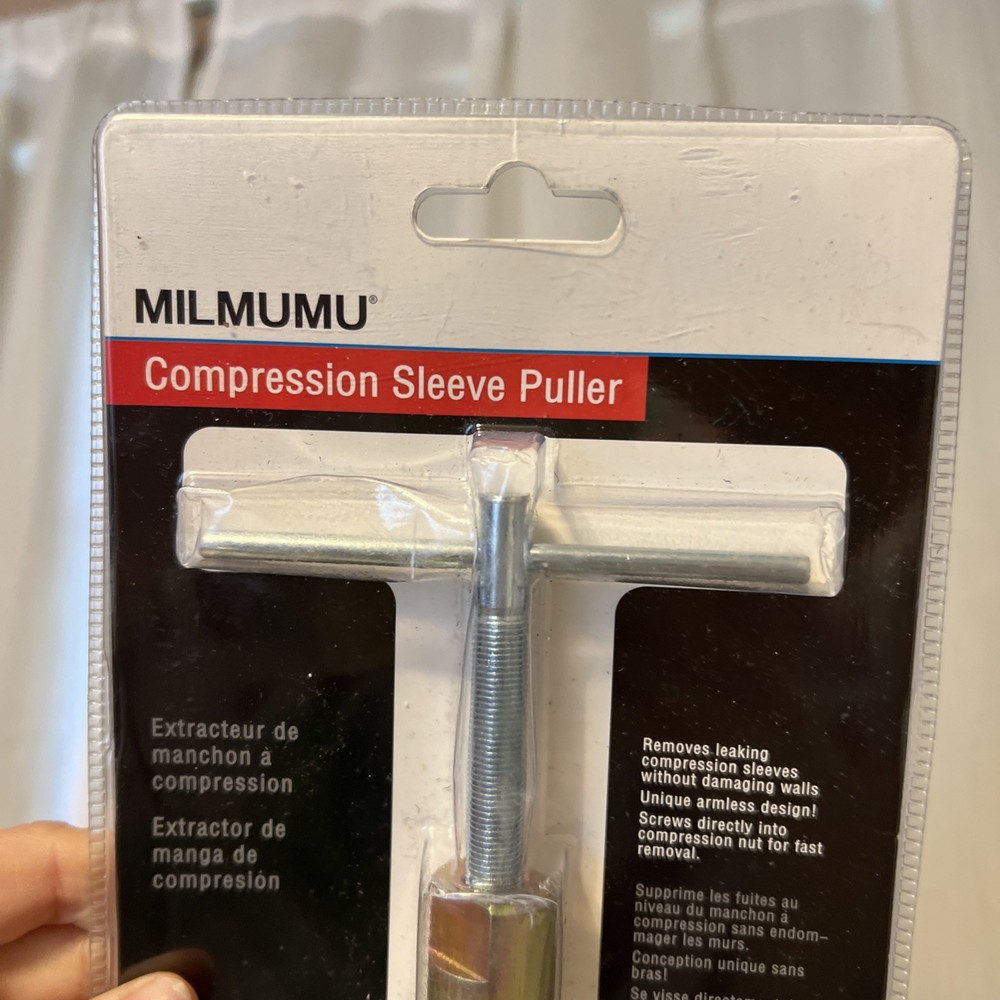 MILMUMU®
Compression Sleeve Puller
Extracteur de
manchon à
compression
Extractor de
manga de
compresión
Removes leaking
compression sleeves
without damaging walls
Unique armless design!
Screws directly into
compression nut for fast
removal.
Supprime les fuites au
niveau du manchon à
compression sans endom-
mager les murs.
Conception unique sans
bras!
Se visse